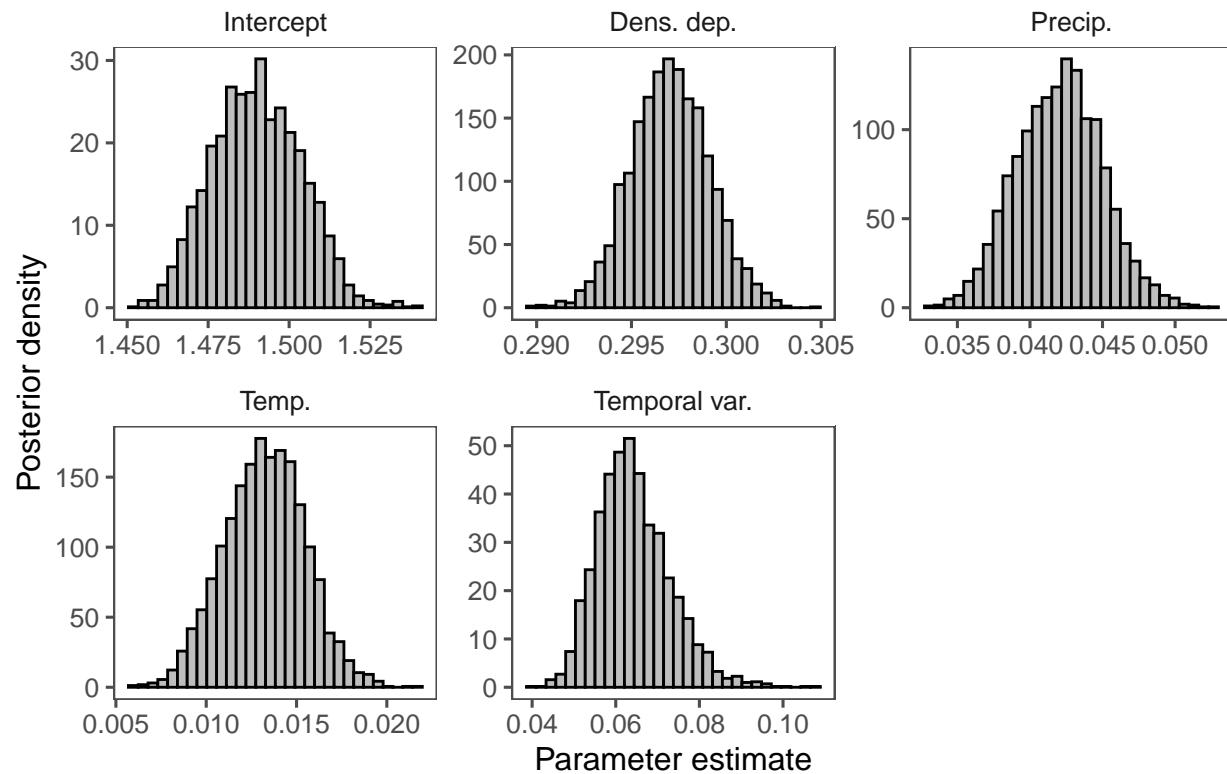 Intercept
Dens. dep.
Precip.
30
20
10
0
1.450 1.475 1.500 1.525
200
150
100
50
0
0.290 0.295 0.300 0.305
100
50
0
0.035 0.040 0.045 0.050
Posterior density
Temp.
Temporal var.
150
100
50
0
0.005 0.010 0.015 0.020
50
40
30
20
10
0
0.04 0.06 0.08 0.10
Parameter estimate